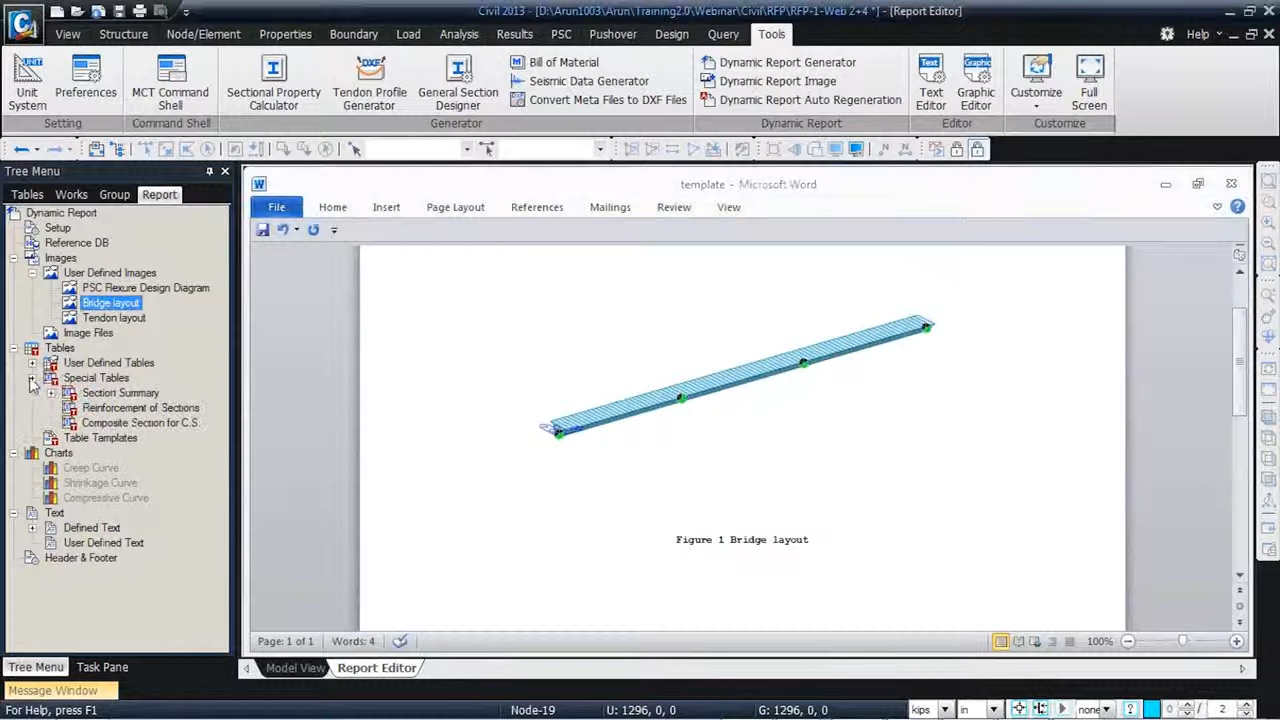 Civil 2013 - [D:\Arun1003\Arun\Training2.0\Webinar\Civil\RFP\RFP-1-Web 2+4 *] - [Report Editor]
View Structure Node/Element Properties Boundary Load Analysis Results PSC Pushover Design Query Tools Help
Unit System
Preferences
Setting
MCT Command Shell
Command Shell
Sectional Property Calculator
Tendon Profile Generator
General Section Designer
Bill of Material
Seismic Data Generator
Convert Meta Files to DXF Files
Generator
Dynamic Report Generator
Dynamic Report Image
Dynamic Report Auto Regeneration
Dynamic Report
Text Editor
Graphic Editor
Editor
Customize
Full Screen
Customize
Tree Menu
Tables Works Group Report
Dynamic Report
Setup
Reference DB
Images
User Defined Images
PSC Flexure Design Diagram
Bridge layout
Tendon layout
Image Files
Tables
User Defined Tables
Special Tables
Section Summary
Reinforcement of Sections
Composite Section for C.S.
Table Templates
Charts
Creep Curve
Shrinkage Curve
Compressive Curve
Text
Defined Text
User Defined Text
Header & Footer
template - Microsoft Word
File Home Insert Page Layout References Mailings Review View
Figure 1 Bridge layout
Page: 1 of 1 Words: 4 100%
Tree Menu Task Pane
Model View Report Editor
Message Window
For Help, press F1 Node-19 U: 1296, 0, 0 G: 1296, 0, 0 kips in none 0 / 2